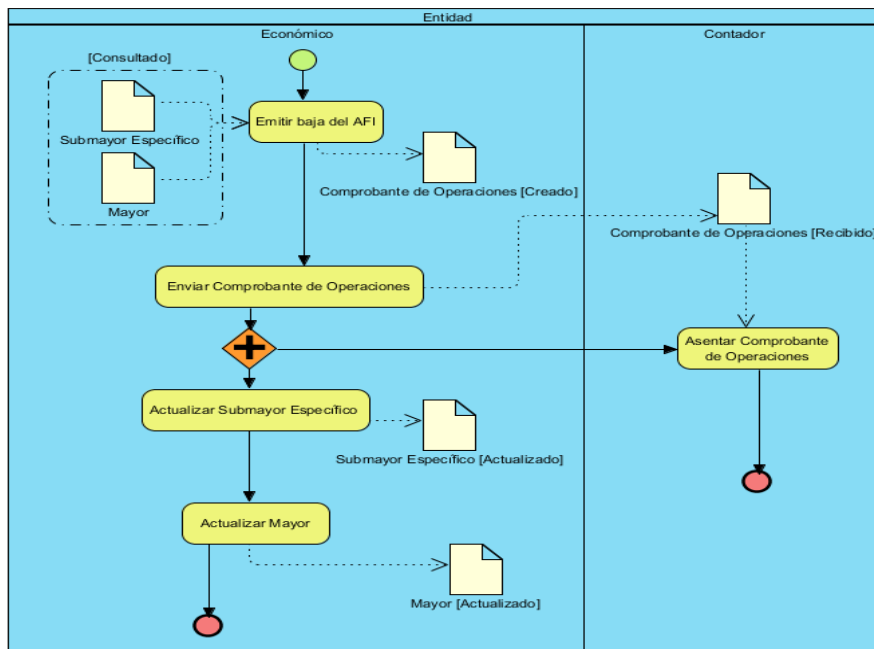 Entidad
Económico
Contador
[Consultado]
Submayor Específico
Mayor
Emitir baja del AFI
Comprobante de Operaciones [Creado]
Comprobante de Operaciones [Recibido]
Enviar Comprobante de Operaciones
Asentar Comprobante
de Operaciones
Actualizar Submayor Específico
Submayor Específico [Actualizado]
Actualizar Mayor
Mayor [Actualizado]